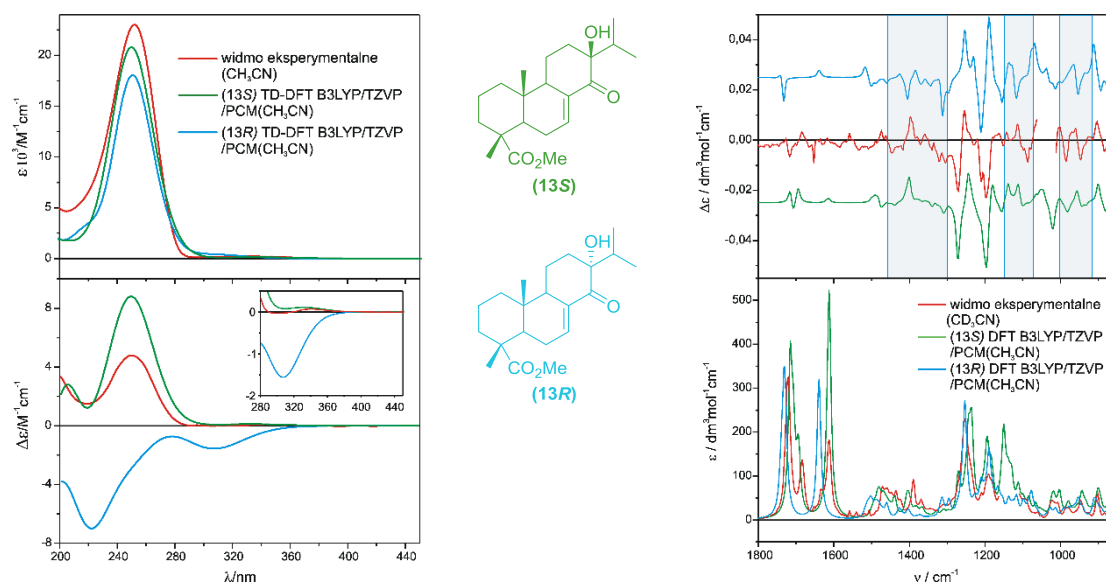 ε 10³/M⁻¹cm⁻¹
20
15
10
5
0
widmo eksperymentalne
(CH₃CN)
(13S) TD-DFT B3LYP/TZVP
/PCM(CH₃CN)
(13R) TD-DFT B3LYP/TZVP
/PCM(CH₃CN)
Δε/M⁻¹cm⁻¹
8
4
0
-4
-8
0
-1
-2
280 320 360 400 440
200 250 300 350 400
λ/nm
OH
O
CO₂Me
(13S)
OH
O
CO₂Me
(13R)
Δε / dm³mol⁻¹cm⁻¹
0,04
0,02
0,00
-0,02
-0,04
ε / dm³mol⁻¹cm⁻¹
500
400
300
200
100
0
widmo eksperymentalne
(CD₃CN)
(13S) DFT B3LYP/TZVP
/PCM(CH₃CN)
(13R) DFT B3LYP/TZVP
/PCM(CH₃CN)
1800 1600 1400 1200 1000
ν / cm⁻¹